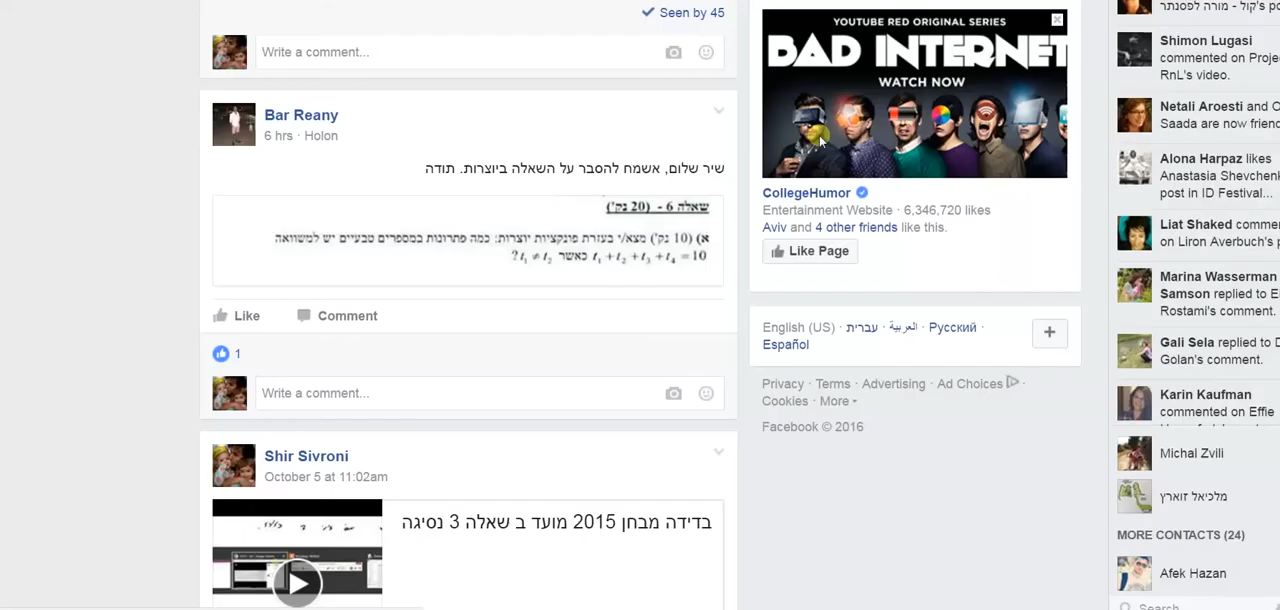 Seen by 45
Write a comment...
Bar Reany
6 hrs · Holon
שיר שלום, אשמח להסבר על השאלה ביוצרות. תודה
שאלה 6 - (20 נק')
א) (10 נק') מצא/י בעזרת פונקציות יוצרות: כמה פתרונות במספרים טבעיים יש למשוואה
t₁ + t₂ + t₃ + t₄ = 10 כאשר t₁ ≠ t₂?
Like Comment
1
Write a comment...
Shir Sivroni
October 5 at 11:02am
בדידה מבחן 2015 מועד ב שאלה 3 נסיגה
YOUTUBE RED ORIGINAL SERIES
BAD INTERNET
WATCH NOW
CollegeHumor
Entertainment Website · 6,346,720 likes
Aviv and 4 other friends like this.
Like Page
English (US) · עברית · العربية · Русский ·
Español
Privacy · Terms · Advertising · Ad Choices ·
Cookies · More
Facebook © 2016
קול' - מורה לפסנתר's po
Shimon Lugasi
commented on Projec
RnL's video.
Netali Aroesti and O
Saada are now friend
Alona Harpaz likes
Anastasia Shevchenk
post in ID Festival...
Liat Shaked comme
on Liron Averbuch's p
Marina Wasserman
Samson replied to E
Rostami's comment.
Gali Sela replied to D
Golan's comment.
Karin Kaufman
commented on Effie
Michal Zvili
מלכיאל זוארץ
MORE CONTACTS (24)
Afek Hazan
Search